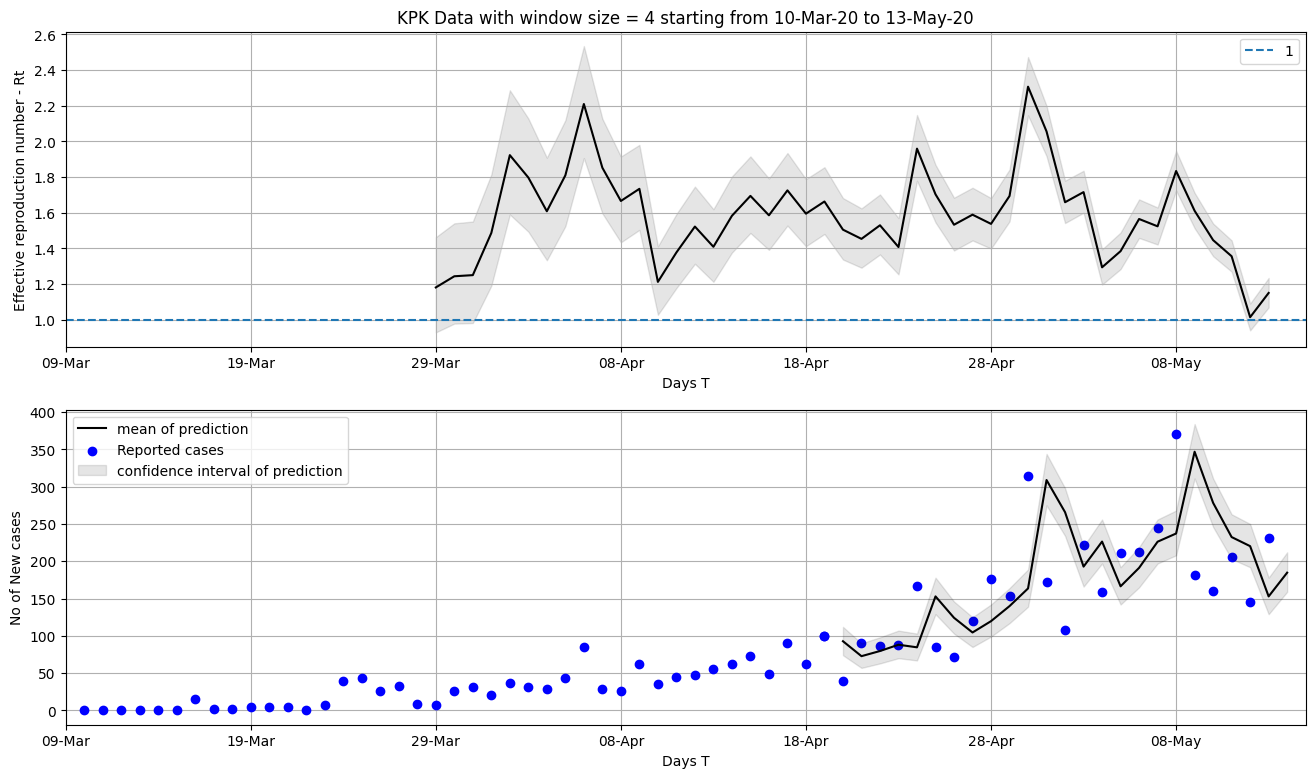 KPK Data with window size = 4 starting from 10-Mar-20 to 13-May-20
Effective reproduction number - Rt
2.6
2.4
2.2
2.0
1.8
1.6
1.4
1.2
1.0
1
09-Mar 19-Mar 29-Mar 08-Apr 18-Apr 28-Apr 08-May
Days T
No of New cases
400
350
300
250
200
150
100
50
0
mean of prediction
Reported cases
confidence interval of prediction
09-Mar 19-Mar 29-Mar 08-Apr 18-Apr 28-Apr 08-May
Days T